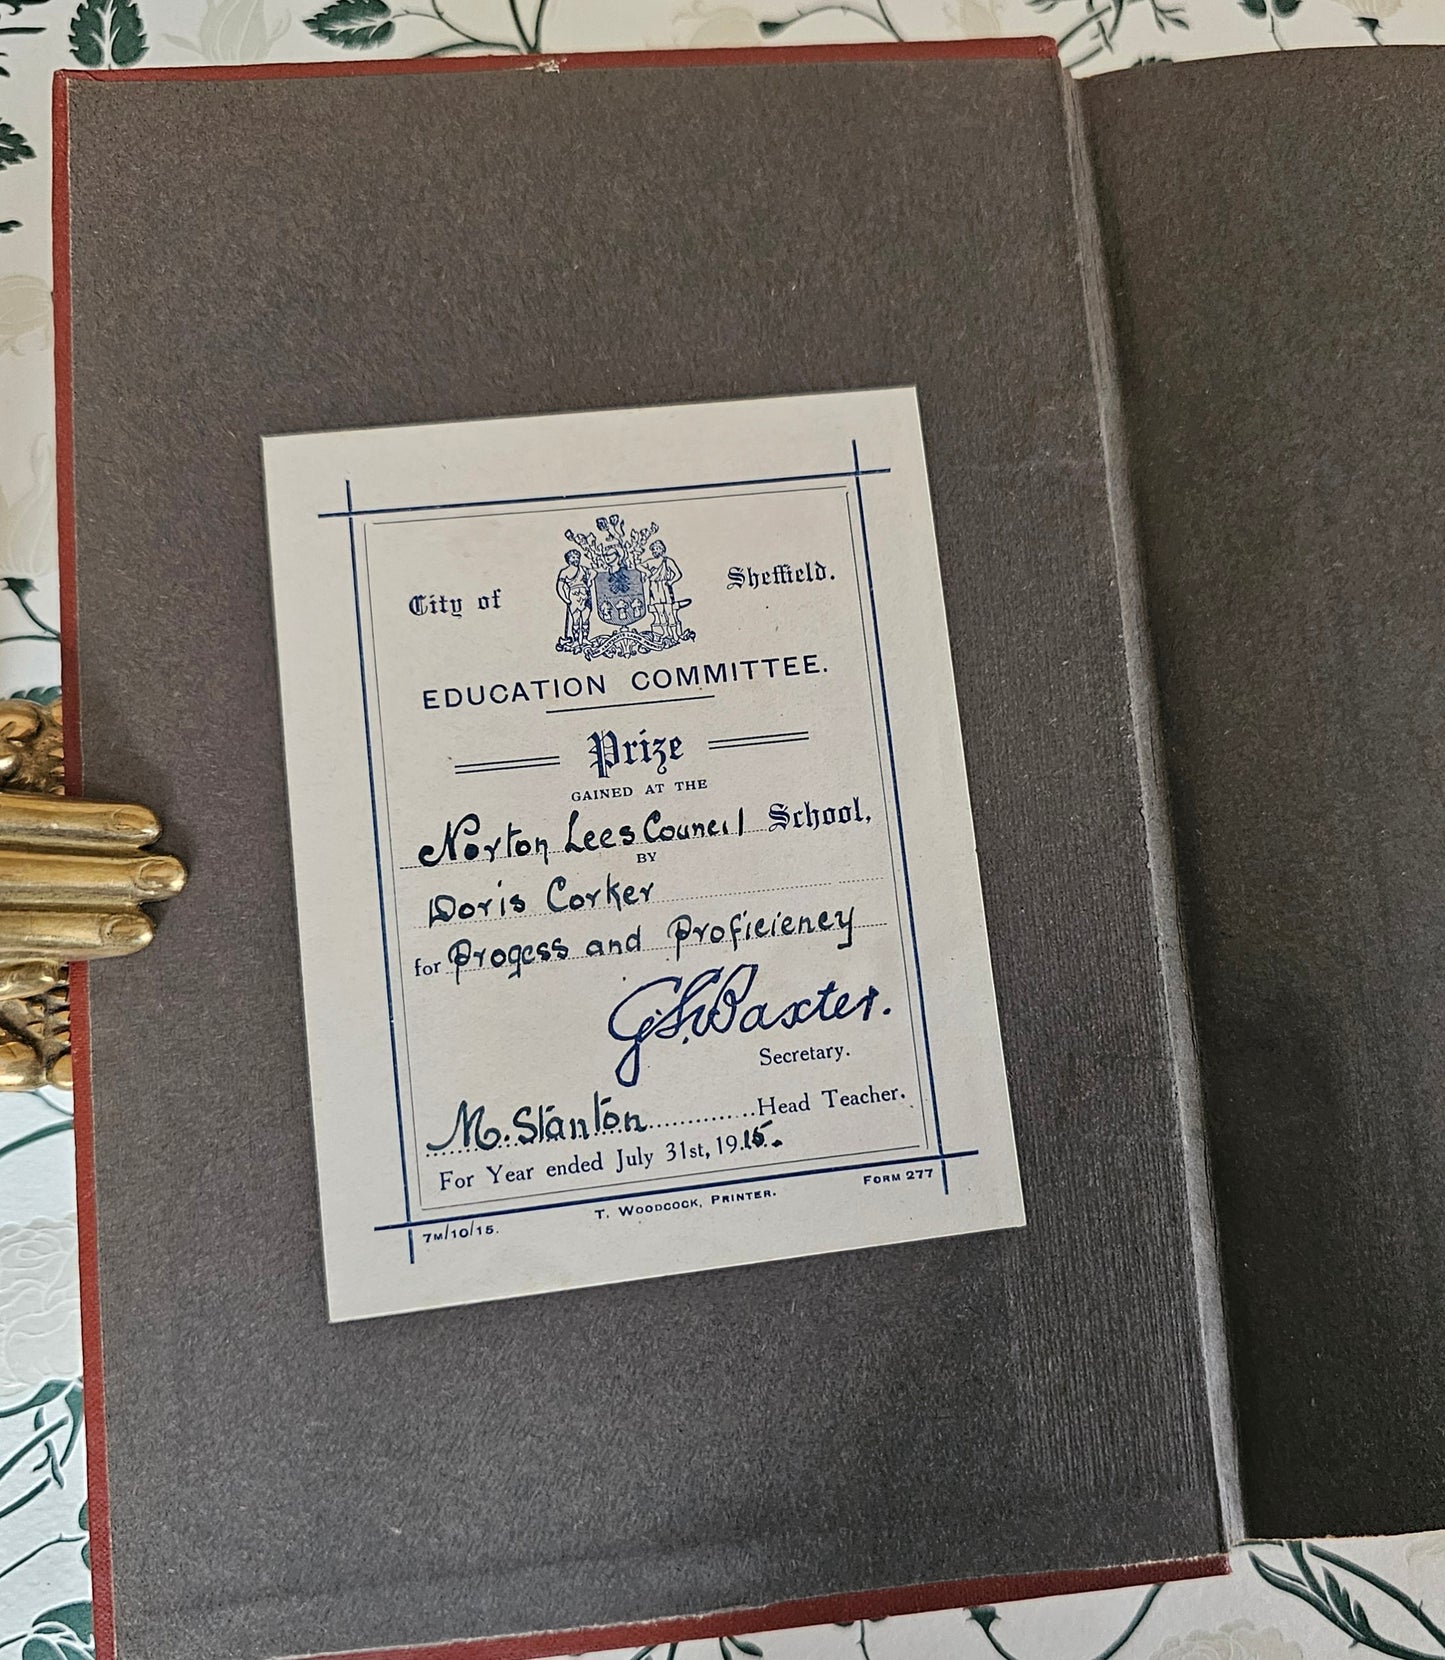 City of Sheffield.
EDUCATION COMMITTEE.
Prize
GAINED AT THE
Norton Lees Council School,
BY
Doris Corker
for Progess and Proficiency
G.S.Baxter.
Secretary.
M. Stanton Head Teacher.
For Year ended July 31st, 1915.
7M/10/15.
T. WOODCOCK, PRINTER.
FORM 277